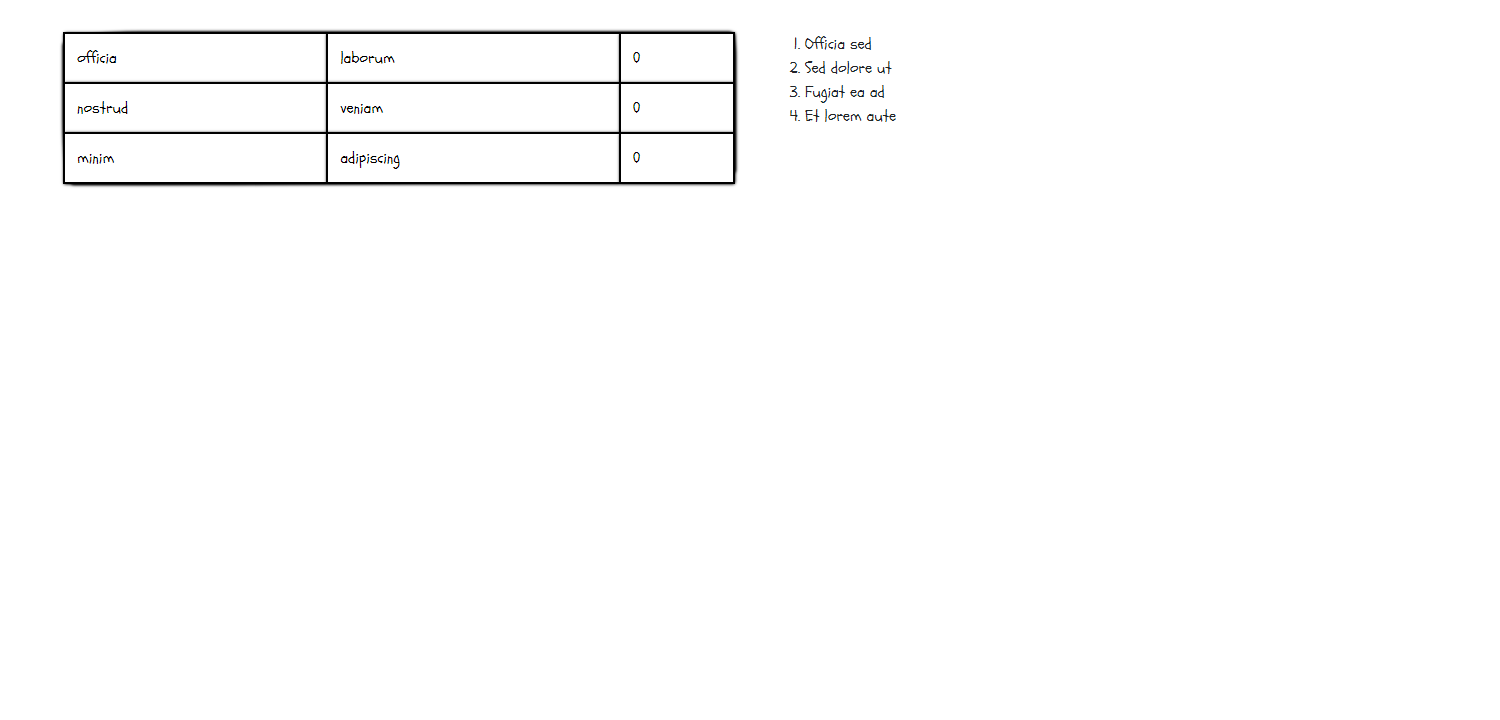 officia laborum 0
nostrud veniam 0
minim adipiscing 0
1. Officia sed
2. Sed dolore ut
3. Fugiat ea ad
4. Et lorem aute